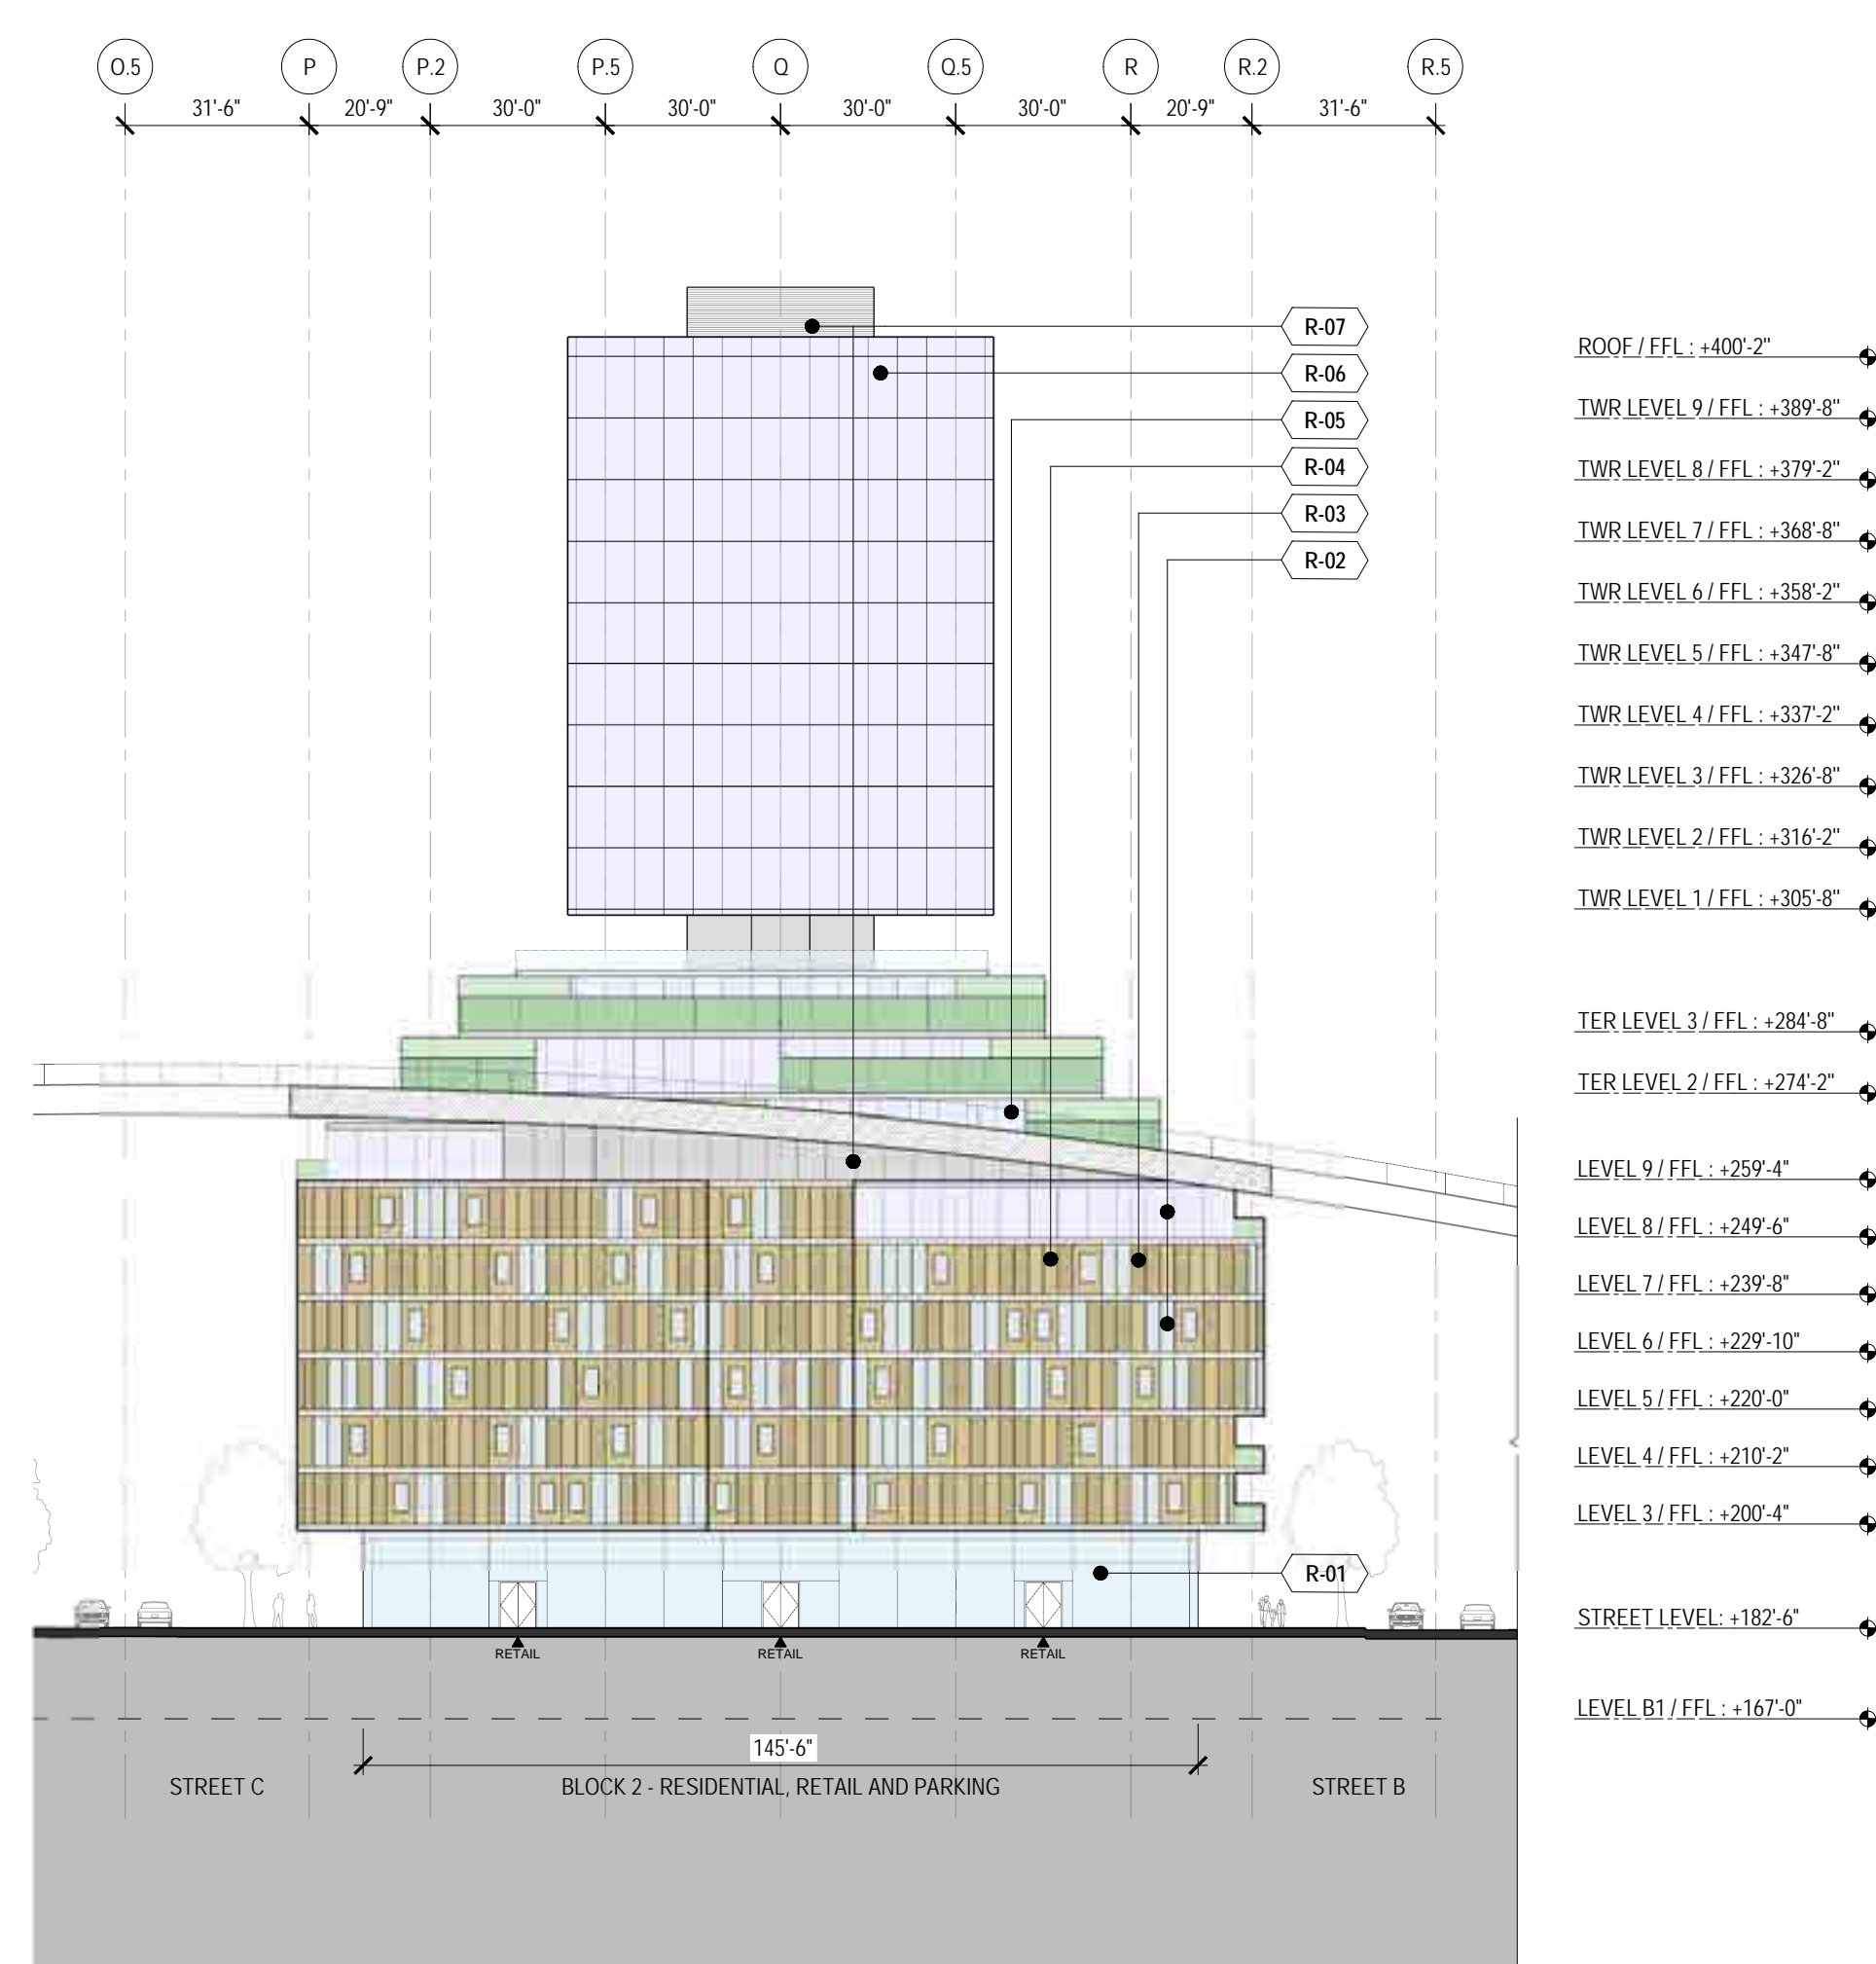 O.5 P P.2 P.5 Q Q.5 R R.2 R.5
31'-6" 20'-9" 30'-0" 30'-0" 30'-0" 30'-0" 20'-9" 31'-6"
R-07
R-06
R-05
R-04
R-03
R-02
R-01
ROOF / FFL : +400'-2"
TWR LEVEL 9 / FFL : +389'-8"
TWR LEVEL 8 / FFL : +379'-2"
TWR LEVEL 7 / FFL : +368'-8"
TWR LEVEL 6 / FFL : +358'-2"
TWR LEVEL 5 / FFL : +347'-8"
TWR LEVEL 4 / FFL : +337'-2"
TWR LEVEL 3 / FFL : +326'-8"
TWR LEVEL 2 / FFL : +316'-2"
TWR LEVEL 1 / FFL : +305'-8"
TER LEVEL 3 / FFL : +284'-8"
TER LEVEL 2 / FFL : +274'-2"
LEVEL 9 / FFL : +259'-4"
LEVEL 8 / FFL : +249'-6"
LEVEL 7 / FFL : +239'-8"
LEVEL 6 / FFL : +229'-10"
LEVEL 5 / FFL : +220'-0"
LEVEL 4 / FFL : +210'-2"
LEVEL 3 / FFL : +200'-4"
STREET LEVEL: +182'-6"
LEVEL B1 / FFL : +167'-0"
RETAIL RETAIL RETAIL
145'-6"
STREET C BLOCK 2 - RESIDENTIAL, RETAIL AND PARKING STREET B